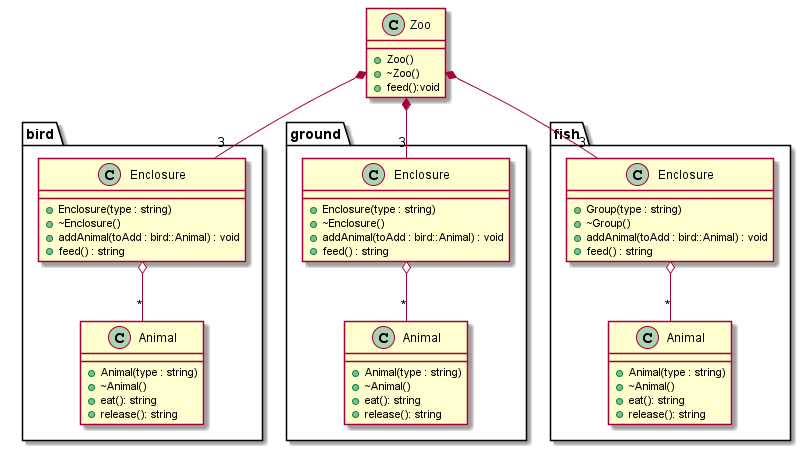 C Zoo
Zoo()
~Zoo()
feed():void
bird
3
C Enclosure
Enclosure(type : string)
~Enclosure()
addAnimal(toAdd : bird::Animal) : void
feed() : string
*
C Animal
Animal(type : string)
~Animal()
eat(): string
release(): string
ground
3
C Enclosure
Enclosure(type : string)
~Enclosure()
addAnimal(toAdd : bird::Animal) : void
feed() : string
*
C Animal
Animal(type : string)
~Animal()
eat(): string
release(): string
fish
3
C Enclosure
Group(type : string)
~Group()
addAnimal(toAdd : bird::Animal) : void
feed() : string
*
C Animal
Animal(type : string)
~Animal()
eat(): string
release(): string